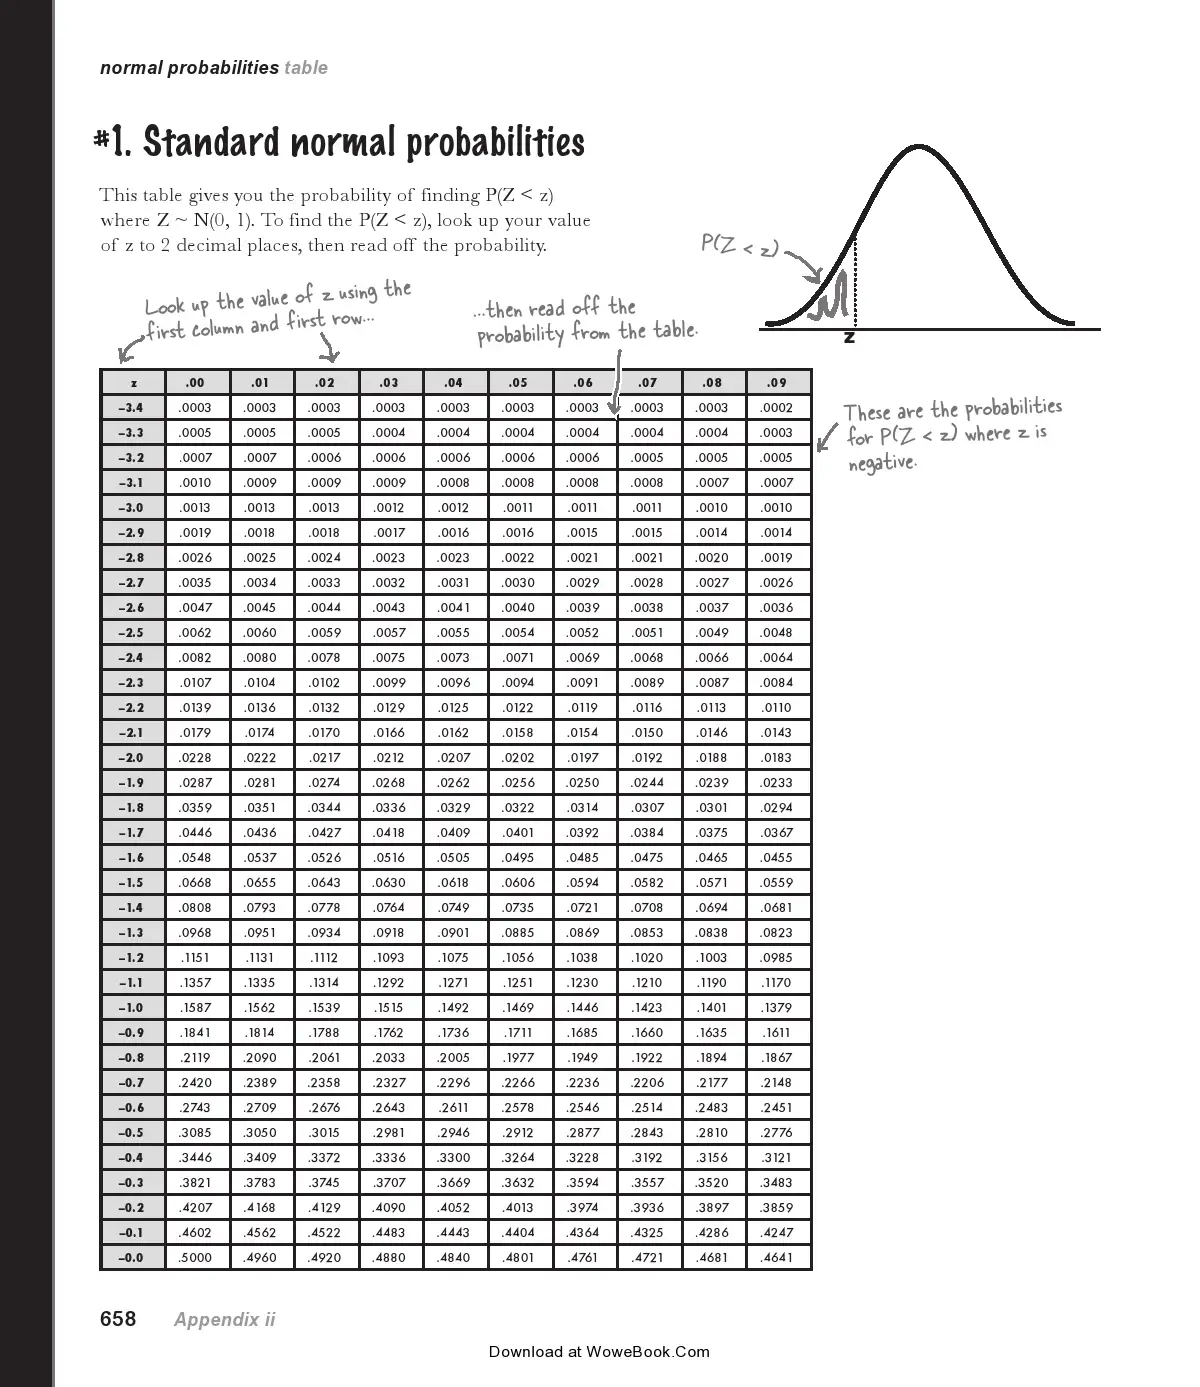 normal probabilities table
#1. Standard normal probabilities
This table gives you the probability of finding P(Z < z)
where Z ~ N(0, 1). To find the P(Z < z), look up your value
of z to 2 decimal places, then read off the probability.
P(Z < z)
z
Look up the value of z using the
first column and first row...
...then read off the
probability from the table.
z .00 .01 .02 .03 .04 .05 .06 .07 .08 .09
–3.4 .0003 .0003 .0003 .0003 .0003 .0003 .0003 .0003 .0003 .0002
–3.3 .0005 .0005 .0005 .0004 .0004 .0004 .0004 .0004 .0004 .0003
–3.2 .0007 .0007 .0006 .0006 .0006 .0006 .0006 .0005 .0005 .0005
–3.1 .0010 .0009 .0009 .0009 .0008 .0008 .0008 .0008 .0007 .0007
–3.0 .0013 .0013 .0013 .0012 .0012 .0011 .0011 .0011 .0010 .0010
–2.9 .0019 .0018 .0018 .0017 .0016 .0016 .0015 .0015 .0014 .0014
–2.8 .0026 .0025 .0024 .0023 .0023 .0022 .0021 .0021 .0020 .0019
–2.7 .0035 .0034 .0033 .0032 .0031 .0030 .0029 .0028 .0027 .0026
–2.6 .0047 .0045 .0044 .0043 .0041 .0040 .0039 .0038 .0037 .0036
–2.5 .0062 .0060 .0059 .0057 .0055 .0054 .0052 .0051 .0049 .0048
–2.4 .0082 .0080 .0078 .0075 .0073 .0071 .0069 .0068 .0066 .0064
–2.3 .0107 .0104 .0102 .0099 .0096 .0094 .0091 .0089 .0087 .0084
–2.2 .0139 .0136 .0132 .0129 .0125 .0122 .0119 .0116 .0113 .0110
–2.1 .0179 .0174 .0170 .0166 .0162 .0158 .0154 .0150 .0146 .0143
–2.0 .0228 .0222 .0217 .0212 .0207 .0202 .0197 .0192 .0188 .0183
–1.9 .0287 .0281 .0274 .0268 .0262 .0256 .0250 .0244 .0239 .0233
–1.8 .0359 .0351 .0344 .0336 .0329 .0322 .0314 .0307 .0301 .0294
–1.7 .0446 .0436 .0427 .0418 .0409 .0401 .0392 .0384 .0375 .0367
–1.6 .0548 .0537 .0526 .0516 .0505 .0495 .0485 .0475 .0465 .0455
–1.5 .0668 .0655 .0643 .0630 .0618 .0606 .0594 .0582 .0571 .0559
–1.4 .0808 .0793 .0778 .0764 .0749 .0735 .0721 .0708 .0694 .0681
–1.3 .0968 .0951 .0934 .0918 .0901 .0885 .0869 .0853 .0838 .0823
–1.2 .1151 .1131 .1112 .1093 .1075 .1056 .1038 .1020 .1003 .0985
–1.1 .1357 .1335 .1314 .1292 .1271 .1251 .1230 .1210 .1190 .1170
–1.0 .1587 .1562 .1539 .1515 .1492 .1469 .1446 .1423 .1401 .1379
–0.9 .1841 .1814 .1788 .1762 .1736 .1711 .1685 .1660 .1635 .1611
–0.8 .2119 .2090 .2061 .2033 .2005 .1977 .1949 .1922 .1894 .1867
–0.7 .2420 .2389 .2358 .2327 .2296 .2266 .2236 .2206 .2177 .2148
–0.6 .2743 .2709 .2676 .2643 .2611 .2578 .2546 .2514 .2483 .2451
–0.5 .3085 .3050 .3015 .2981 .2946 .2912 .2877 .2843 .2810 .2776
–0.4 .3446 .3409 .3372 .3336 .3300 .3264 .3228 .3192 .3156 .3121
–0.3 .3821 .3783 .3745 .3707 .3669 .3632 .3594 .3557 .3520 .3483
–0.2 .4207 .4168 .4129 .4090 .4052 .4013 .3974 .3936 .3897 .3859
–0.1 .4602 .4562 .4522 .4483 .4443 .4404 .4364 .4325 .4286 .4247
–0.0 .5000 .4960 .4920 .4880 .4840 .4801 .4761 .4721 .4681 .4641
These are the probabilities
for P(Z < z) where z is
negative.
658 Appendix ii
Download at WoweBook.Com